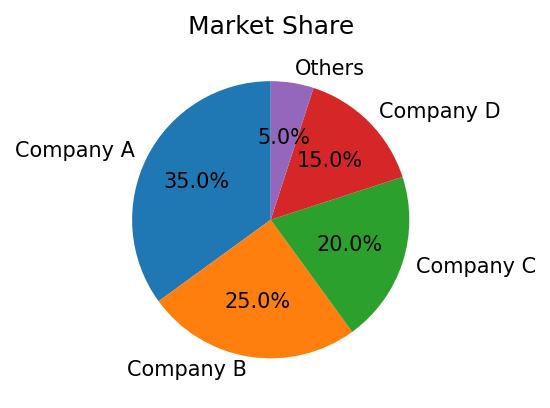 Market Share
Others
Company D
Company A
5.0%
15.0%
35.0%
20.0%
Company C
25.0%
Company B